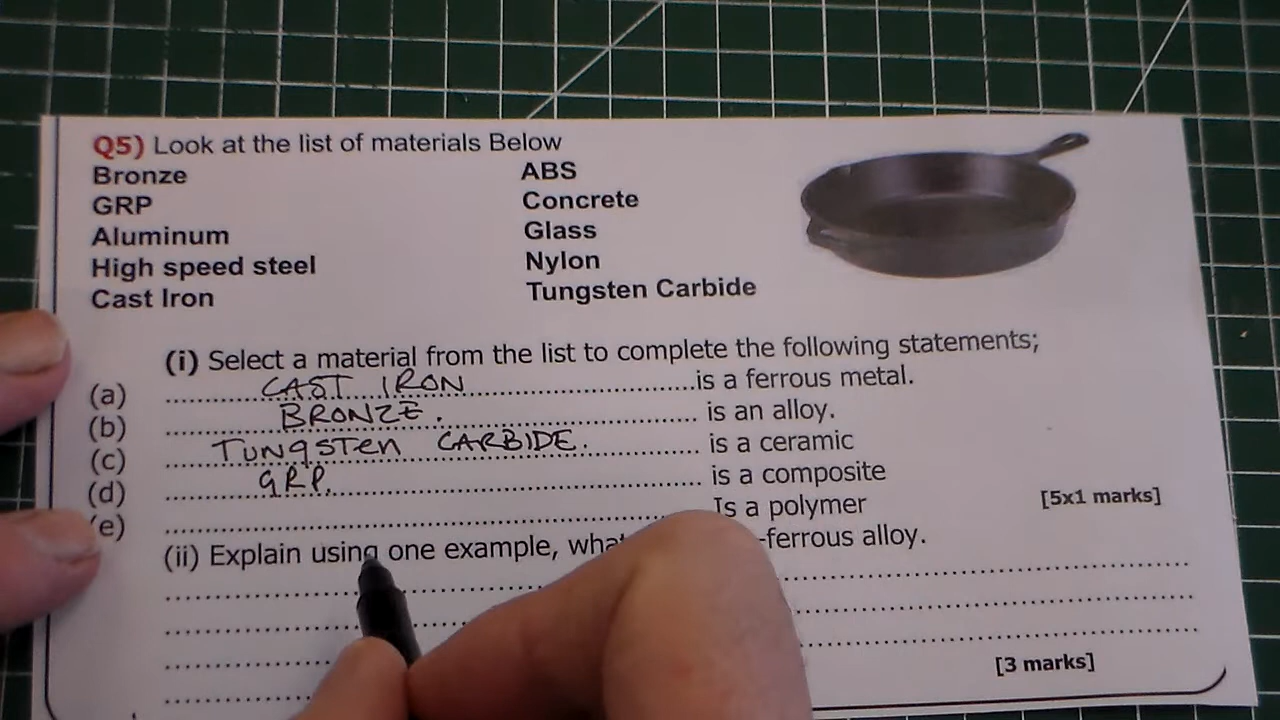 Q5) Look at the list of materials Below
Bronze
GRP
Aluminum
High speed steel
Cast Iron
ABS
Concrete
Glass
Nylon
Tungsten Carbide
(i) Select a material from the list to complete the following statements;
(a) CAST IRON is a ferrous metal.
(b) BRONZE. is an alloy.
(c) TUNGSTEN CARBIDE. is a ceramic
(d) GRP. is a composite
(e) Is a polymer
[5x1 marks]
(ii) Explain using one example, -ferrous alloy.
[3 marks]